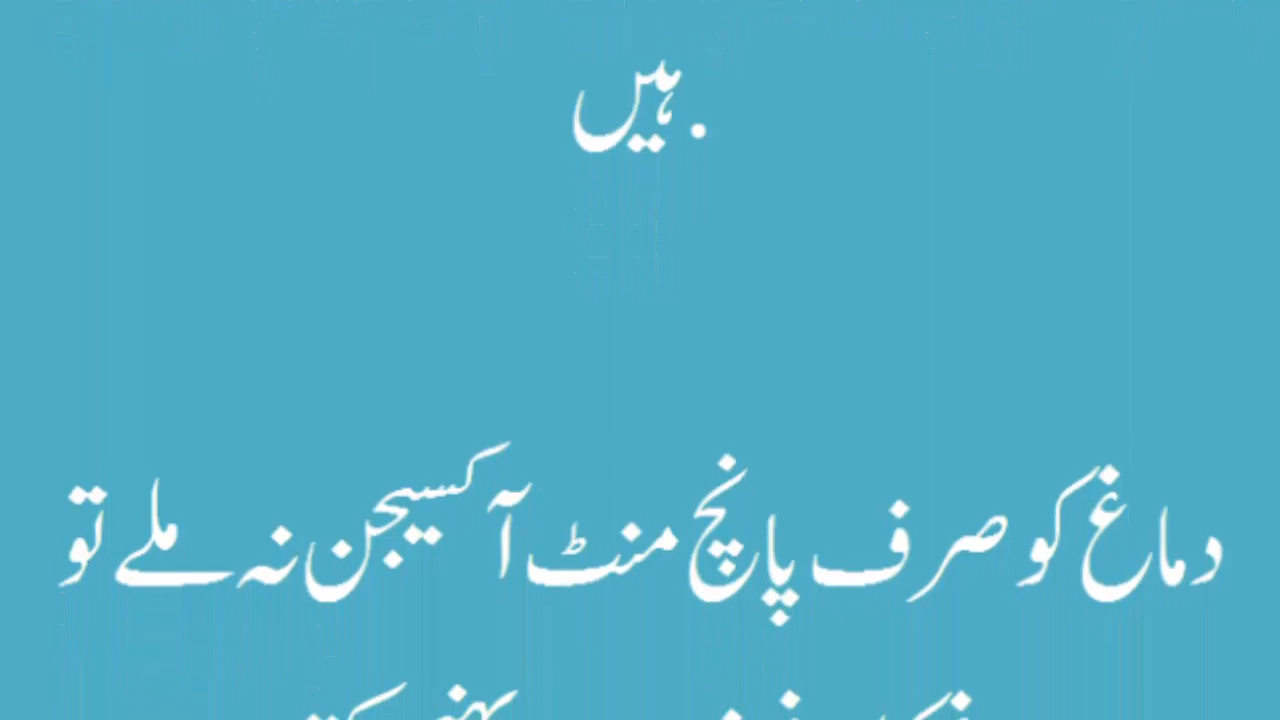 ہیں.
دماغ کو صرف پانچ منٹ آکسیجن نہ ملے تو